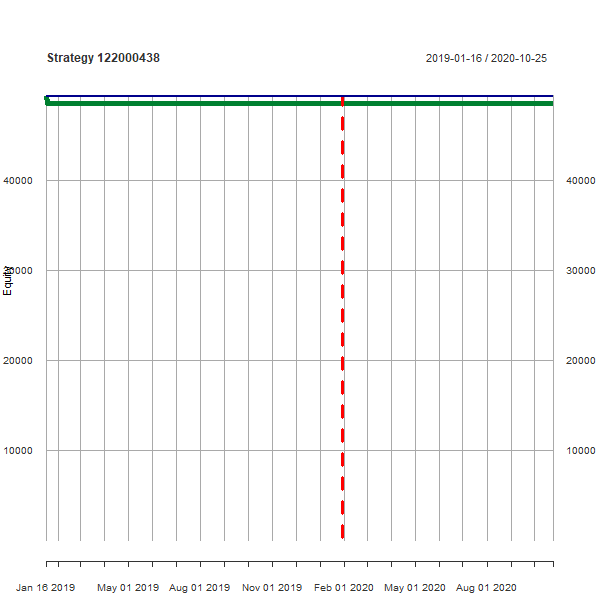 Strategy 122000438
2019-01-16 / 2020-10-25
40000
40000
30000
30000
Equity
20000
20000
10000
10000
Jan 16 2019
May 01 2019
Aug 01 2019
Nov 01 2019
Feb 01 2020
May 01 2020
Aug 01 2020